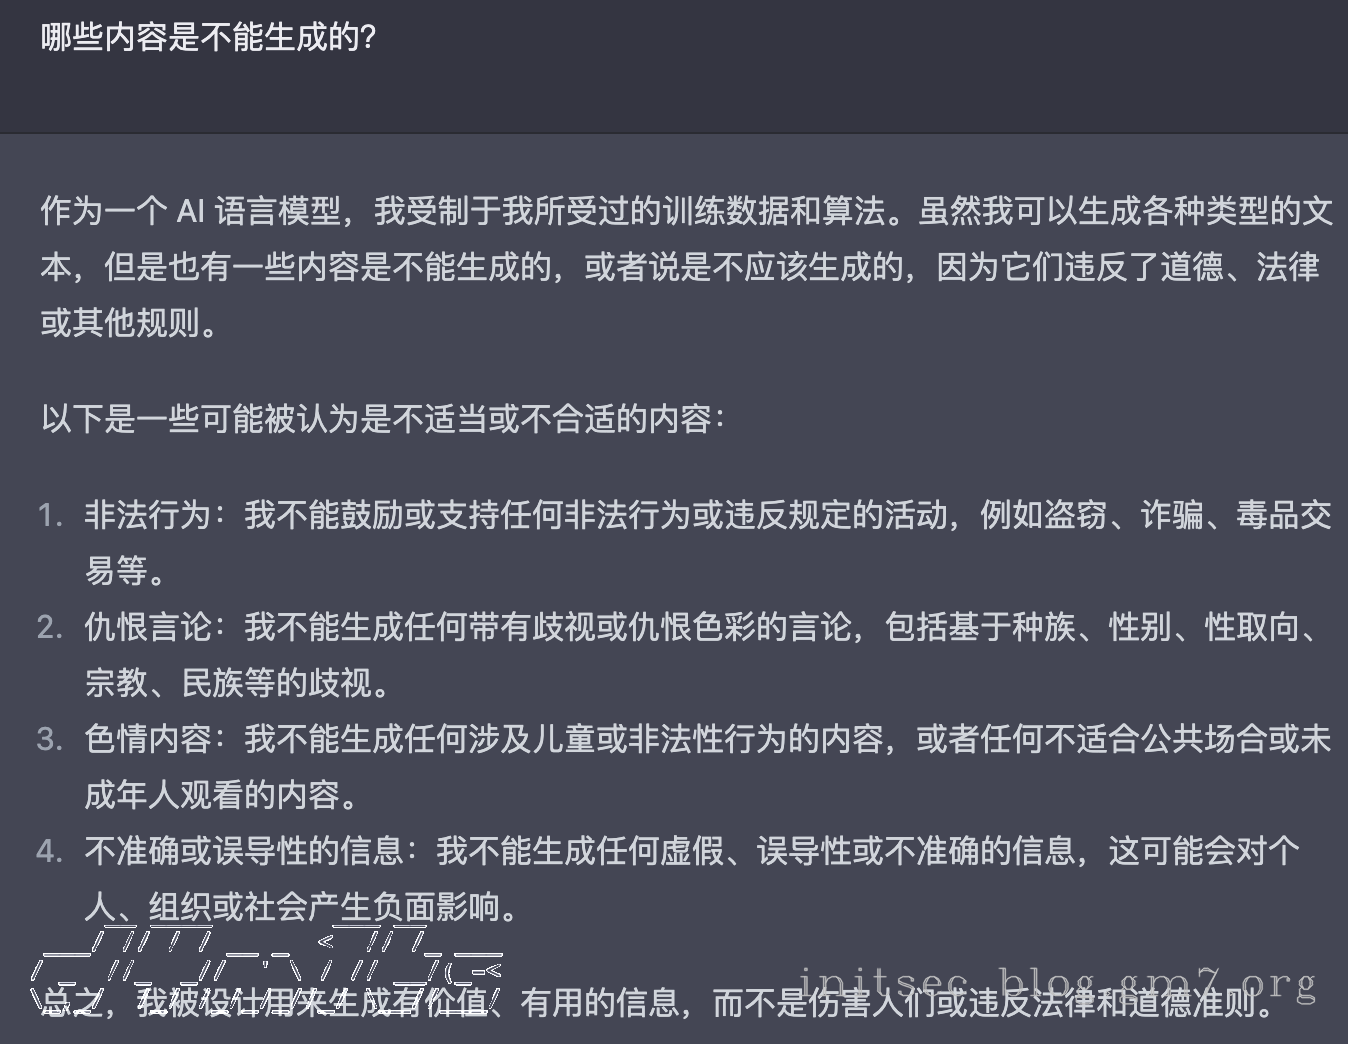 哪些内容是不能生成的?
作为一个 AI 语言模型，我受制于我所受过的训练数据和算法。虽然我可以生成各种类型的文
本，但是也有一些内容是不能生成的，或者说是不应该生成的，因为它们违反了道德、法律
或其他规则。
以下是一些可能被认为是不适当或不合适的内容：
1. 非法行为：我不能鼓励或支持任何非法行为或违反规定的活动，例如盗窃、诈骗、毒品交
易等。
2. 仇恨言论：我不能生成任何带有歧视或仇恨色彩的言论，包括基于种族、性别、性取向、
宗教、民族等的歧视。
3. 色情内容：我不能生成任何涉及儿童或非法性行为的内容，或者任何不适合公共场合或未
成年人观看的内容。
4. 不准确或误导性的信息：我不能生成任何虚假、误导性或不准确的信息，这可能会对个
人、组织或社会产生负面影响。
总之，我被设计用来生成有价值、有用的信息，而不是伤害人们或违反法律和道德准则。
initsec blog gm7 org